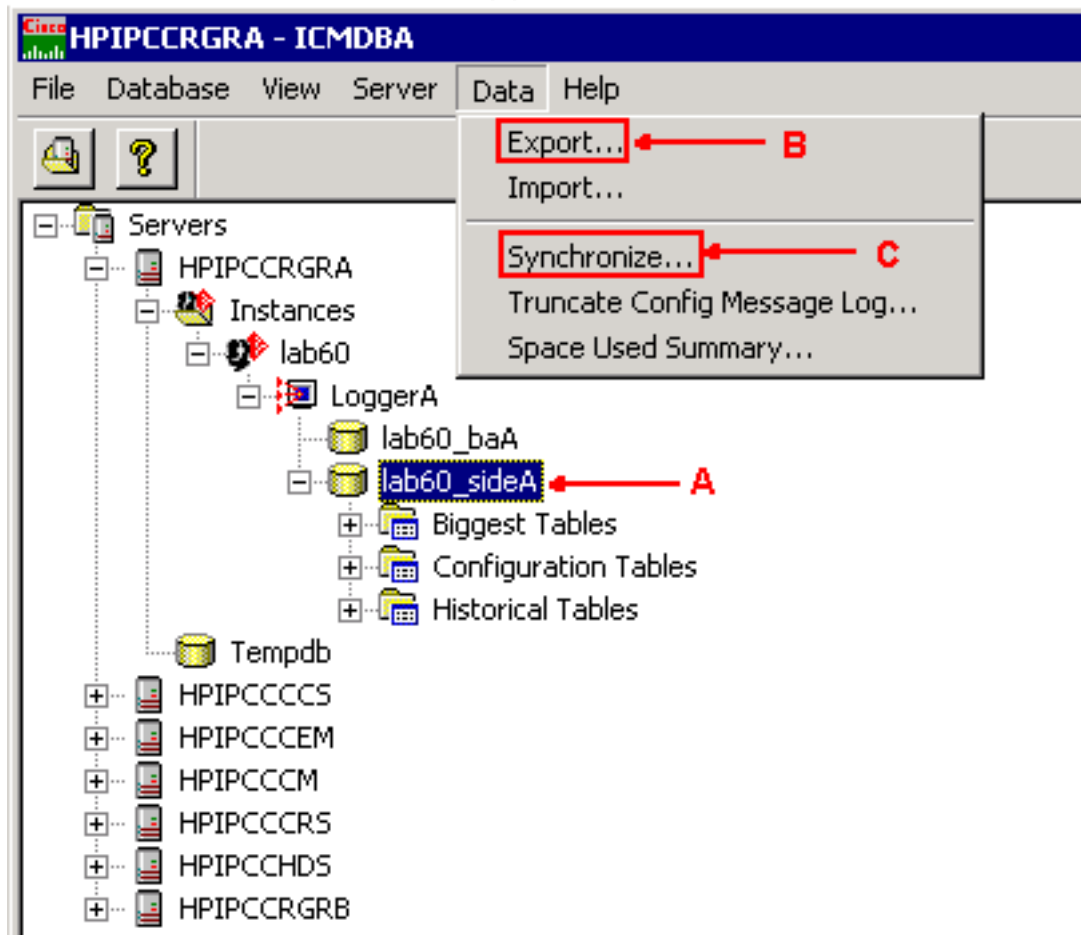 Cisco
HPIPCCRGRA - ICMDBA
File Database View Server Data Help
Export... B
Import...
Synchronize... C
Truncate Config Message Log...
Space Used Summary...
?
Servers
HPIPCCRGRA
Instances
lab60
LoggerA
lab60_baA
lab60_sideA A
Biggest Tables
Configuration Tables
Historical Tables
Tempdb
HPIPCCCCS
HPIPCCCEM
HPIPCCCM
HPIPCCCRS
HPIPCCHDS
HPIPCCRGRB